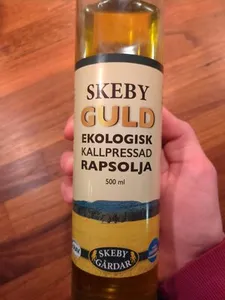 SKEBY
GULD
EKOLOGISK
KALLPRESSAD
RAPSOLJA
500 ml
SKEBY
GÅRDAR